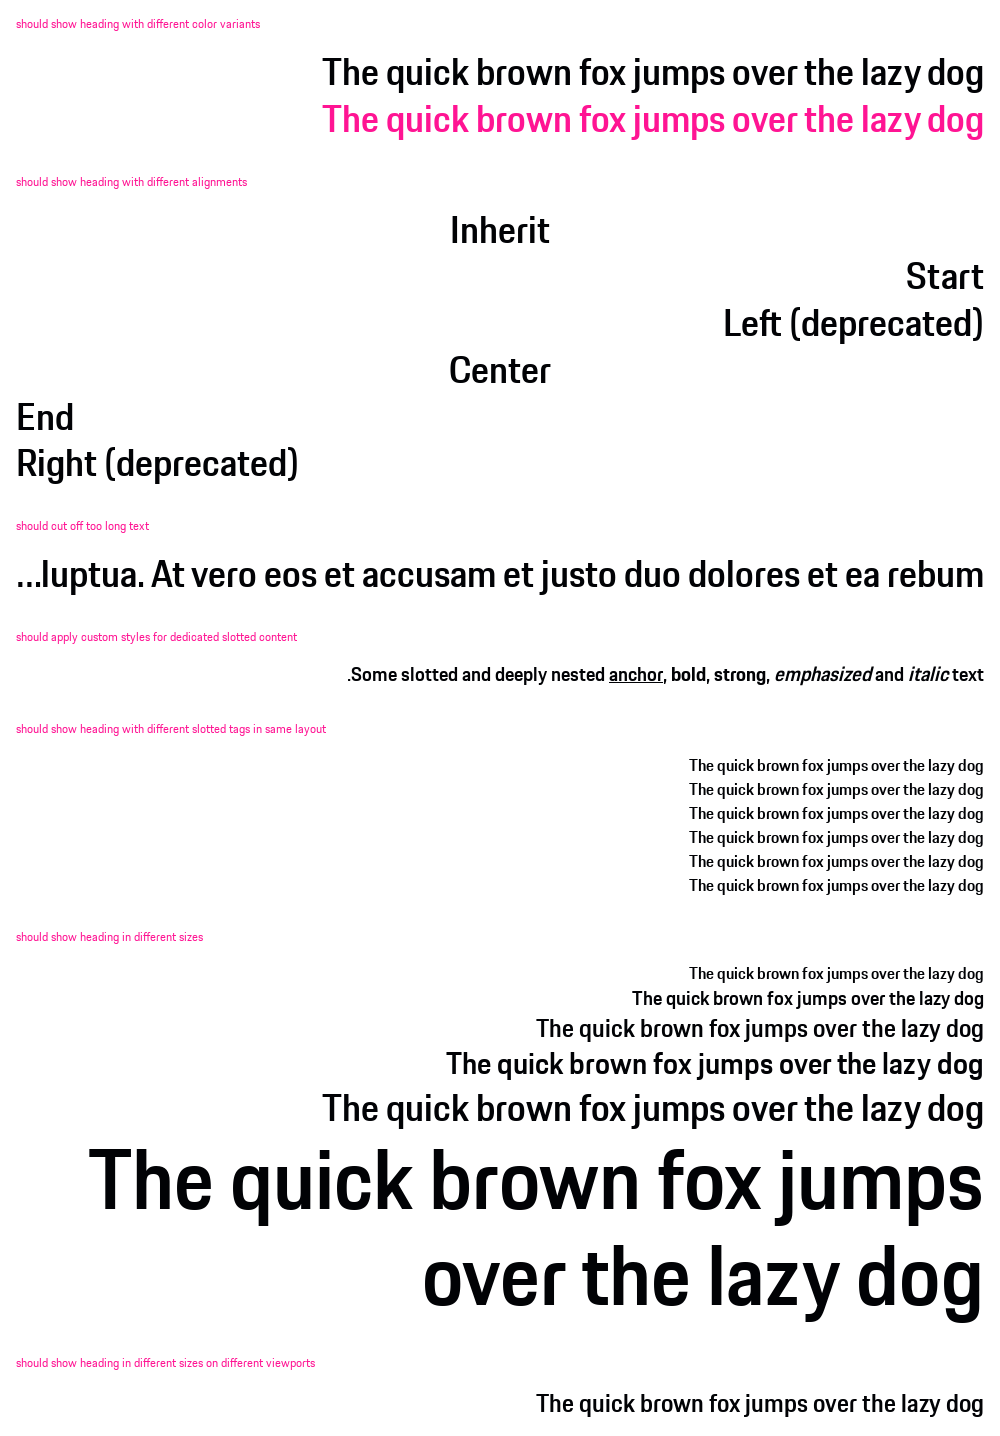 should show heading with different color variants
The quick brown fox jumps over the lazy dog
The quick brown fox jumps over the lazy dog
should show heading with different alignments
Inherit
Start
Left (deprecated)
Center
End
Right (deprecated)
should cut off too long text
…luptua. At vero eos et accusam et justo duo dolores et ea rebum
should apply custom styles for dedicated slotted content
.Some slotted and deeply nested anchor, bold, strong, emphasized and italic text
should show heading with different slotted tags in same layout
The quick brown fox jumps over the lazy dog
The quick brown fox jumps over the lazy dog
The quick brown fox jumps over the lazy dog
The quick brown fox jumps over the lazy dog
The quick brown fox jumps over the lazy dog
The quick brown fox jumps over the lazy dog
should show heading in different sizes
The quick brown fox jumps over the lazy dog
The quick brown fox jumps over the lazy dog
The quick brown fox jumps over the lazy dog
The quick brown fox jumps over the lazy dog
The quick brown fox jumps over the lazy dog
The quick brown fox jumps
over the lazy dog
should show heading in different sizes on different viewports
The quick brown fox jumps over the lazy dog